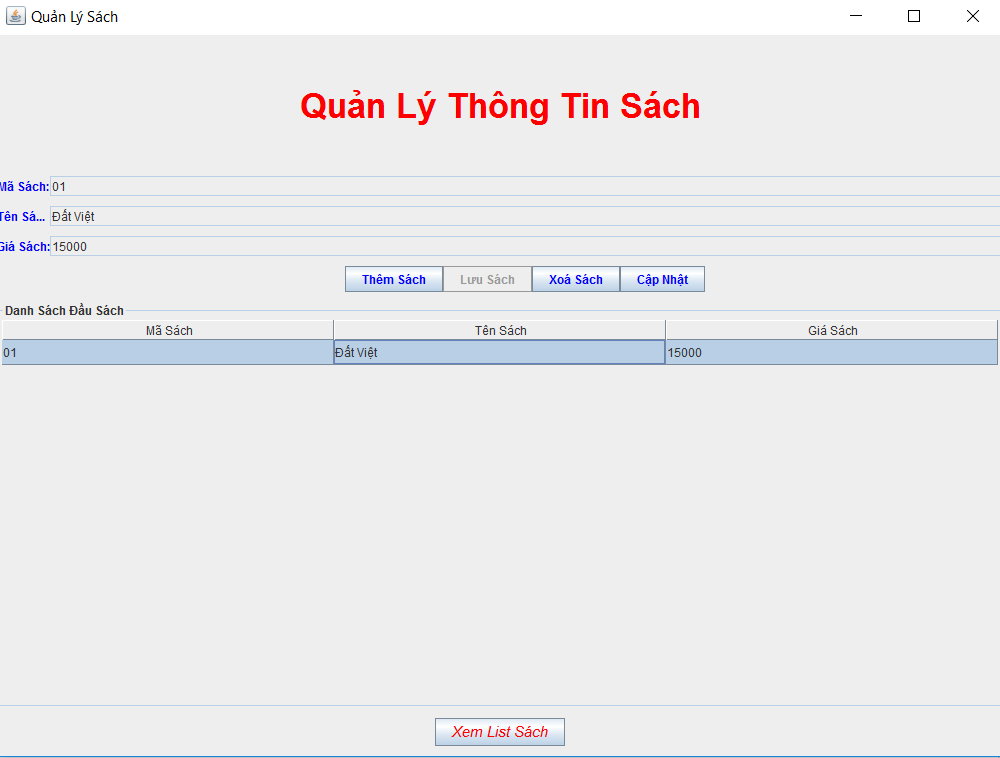 Quản Lý Sách
Quản Lý Thông Tin Sách
Mã Sách: 01
Tên Sá... Đất Việt
Giá Sách: 15000
Thêm Sách Lưu Sách Xoá Sách Cập Nhật
Danh Sách Đầu Sách
Mã Sách Tên Sách Giá Sách
01 Đất Việt 15000
Xem List Sách